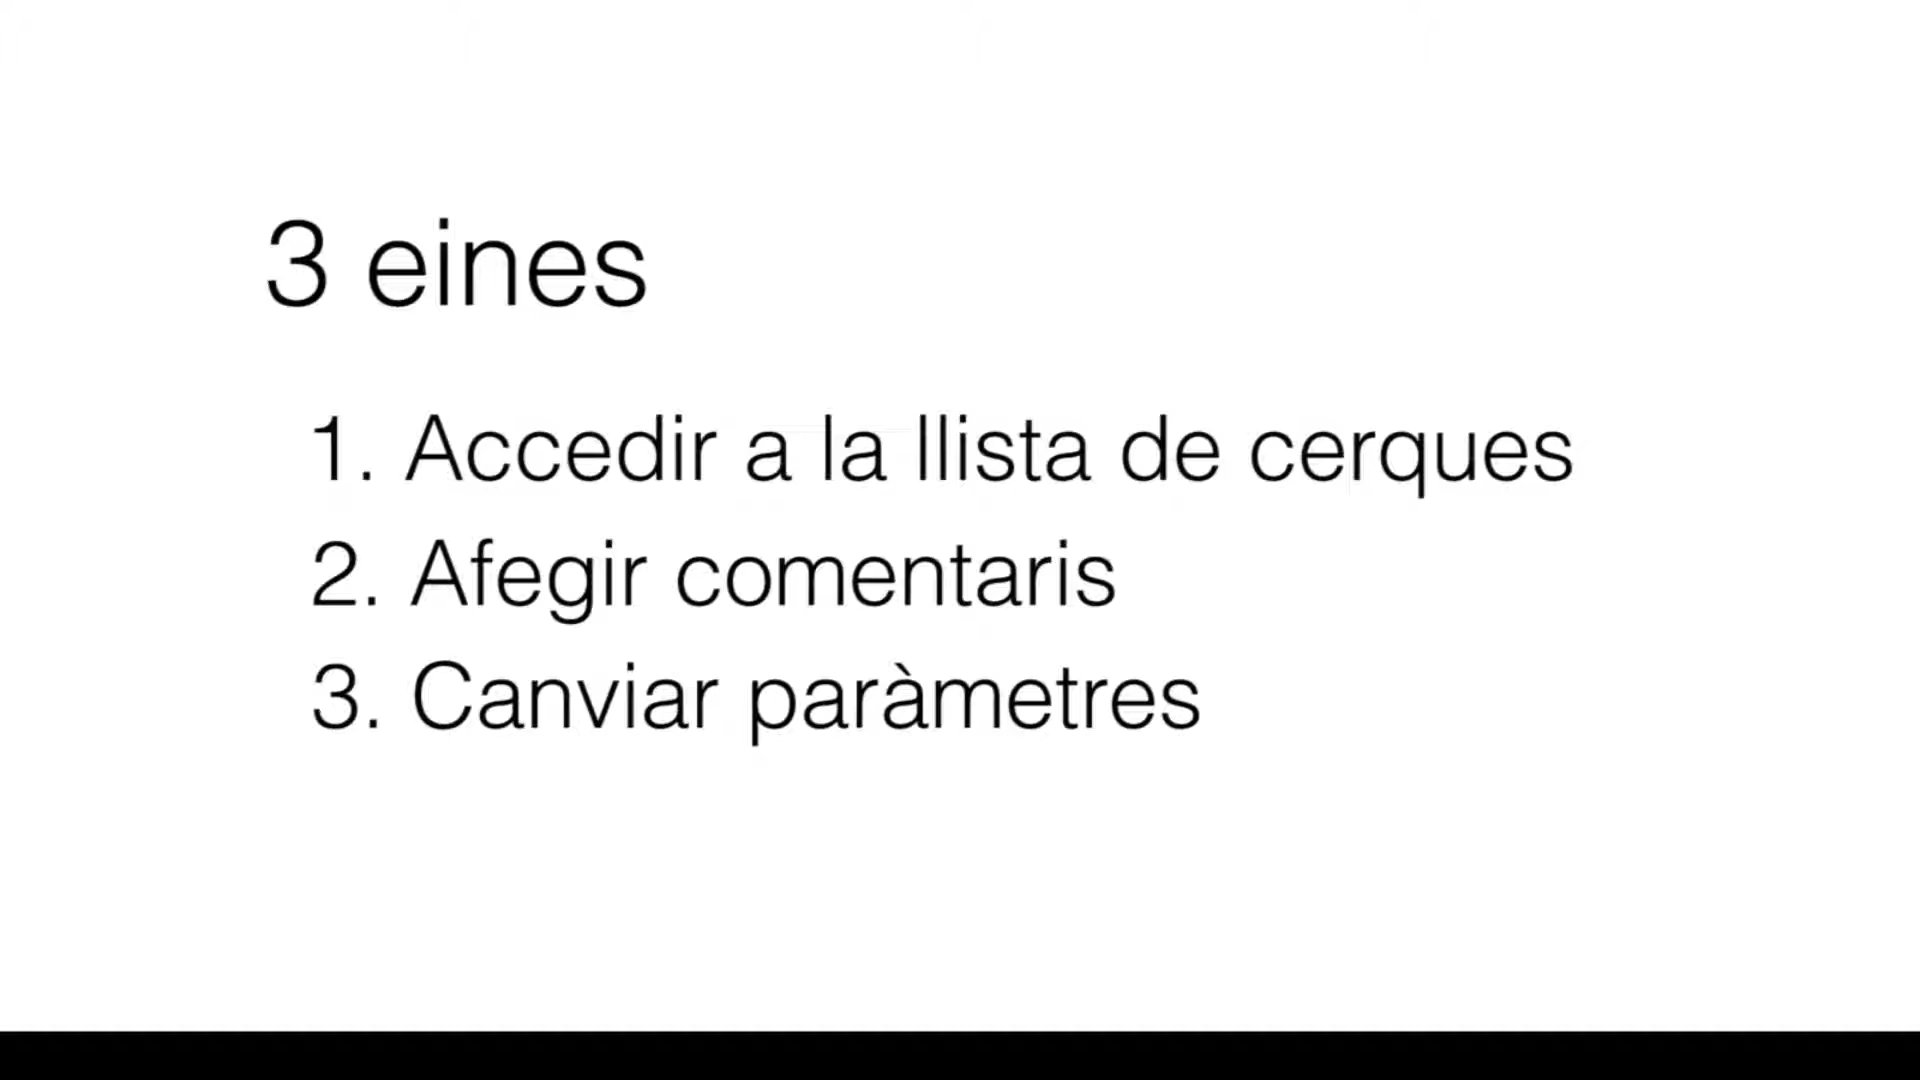 3 eines
1. Accedir a la llista de cerques
2. Afegir comentaris
3. Canviar paràmetres